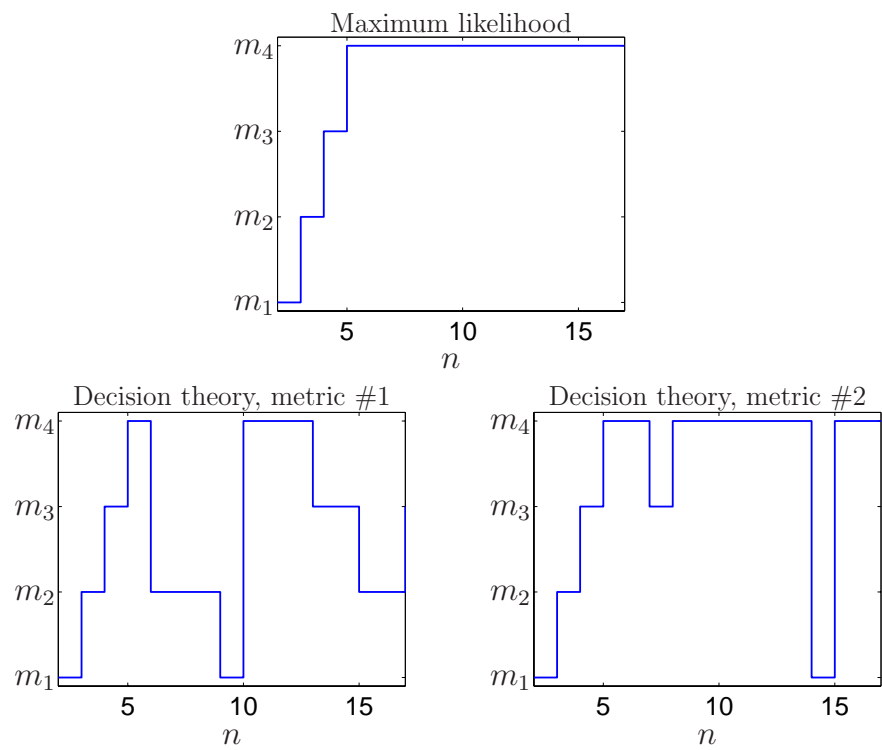 Maximum likelihood
m₄
m₃
m₂
m₁
5 10 15
n
Decision theory, metric #1
m₄
m₃
m₂
m₁
5 10 15
n
Decision theory, metric #2
m₄
m₃
m₂
m₁
5 10 15
n